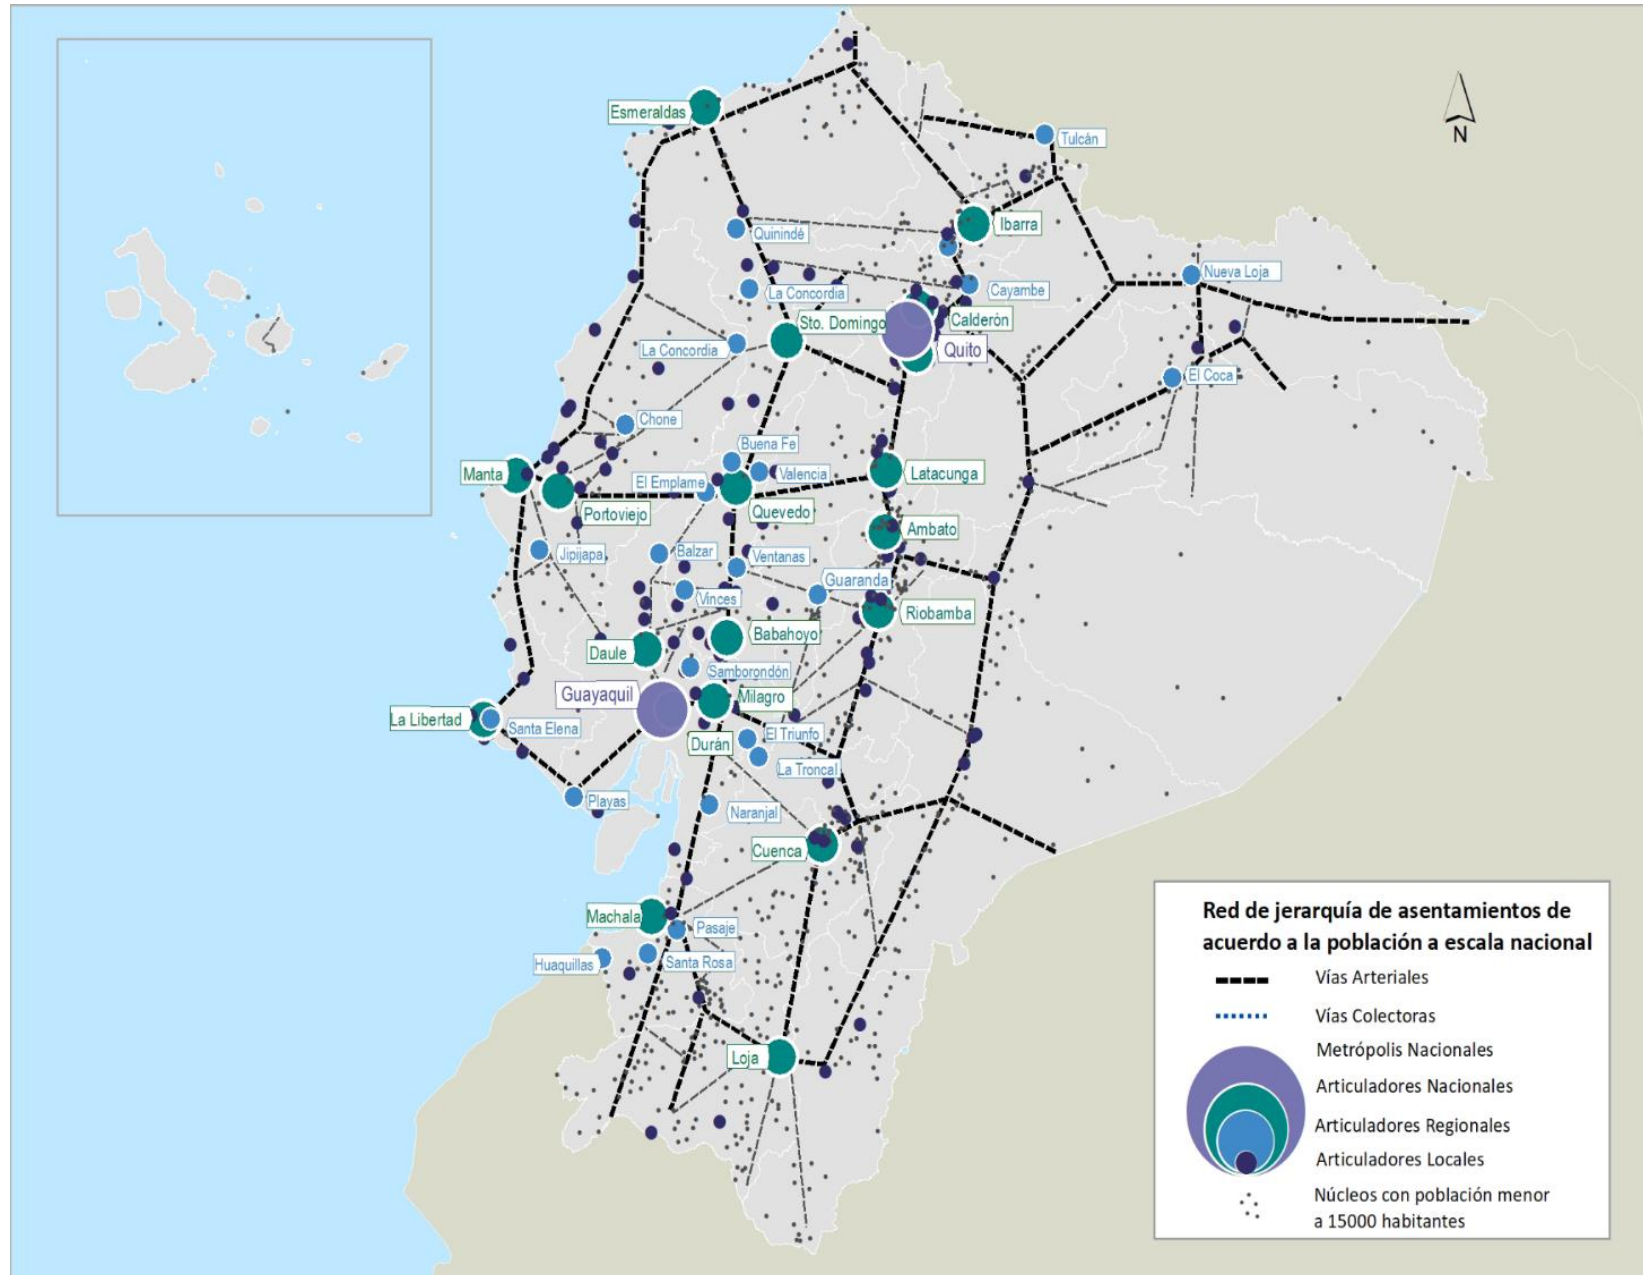 Esmeraldas
N
Tulcán
Ibarra
Quinindé
Nueva Loja
La Concordia
Cayambe
Sto. Domingo
Calderón
La Concordia
Quito
El Coca
Chone
Buena Fe
Manta
El Emplame
Valencia
Latacunga
Portoviejo
Quevedo
Ambato
Jipijapa
Balzar
Ventanas
Guaranda
Vinces
Riobamba
Babahoyo
Daule
Samborondón
Guayaquil
Milagro
La Libertad
Santa Elena
Durán
El Triunfo
La Troncal
Playas
Naranjal
Cuenca
Machala
Pasaje
Huaquillas
Santa Rosa
Loja
Red de jerarquía de asentamientos de
acuerdo a la población a escala nacional
Vías Arteriales
Vías Colectoras
Metrópolis Nacionales
Articuladores Nacionales
Articuladores Regionales
Articuladores Locales
Núcleos con población menor
a 15000 habitantes